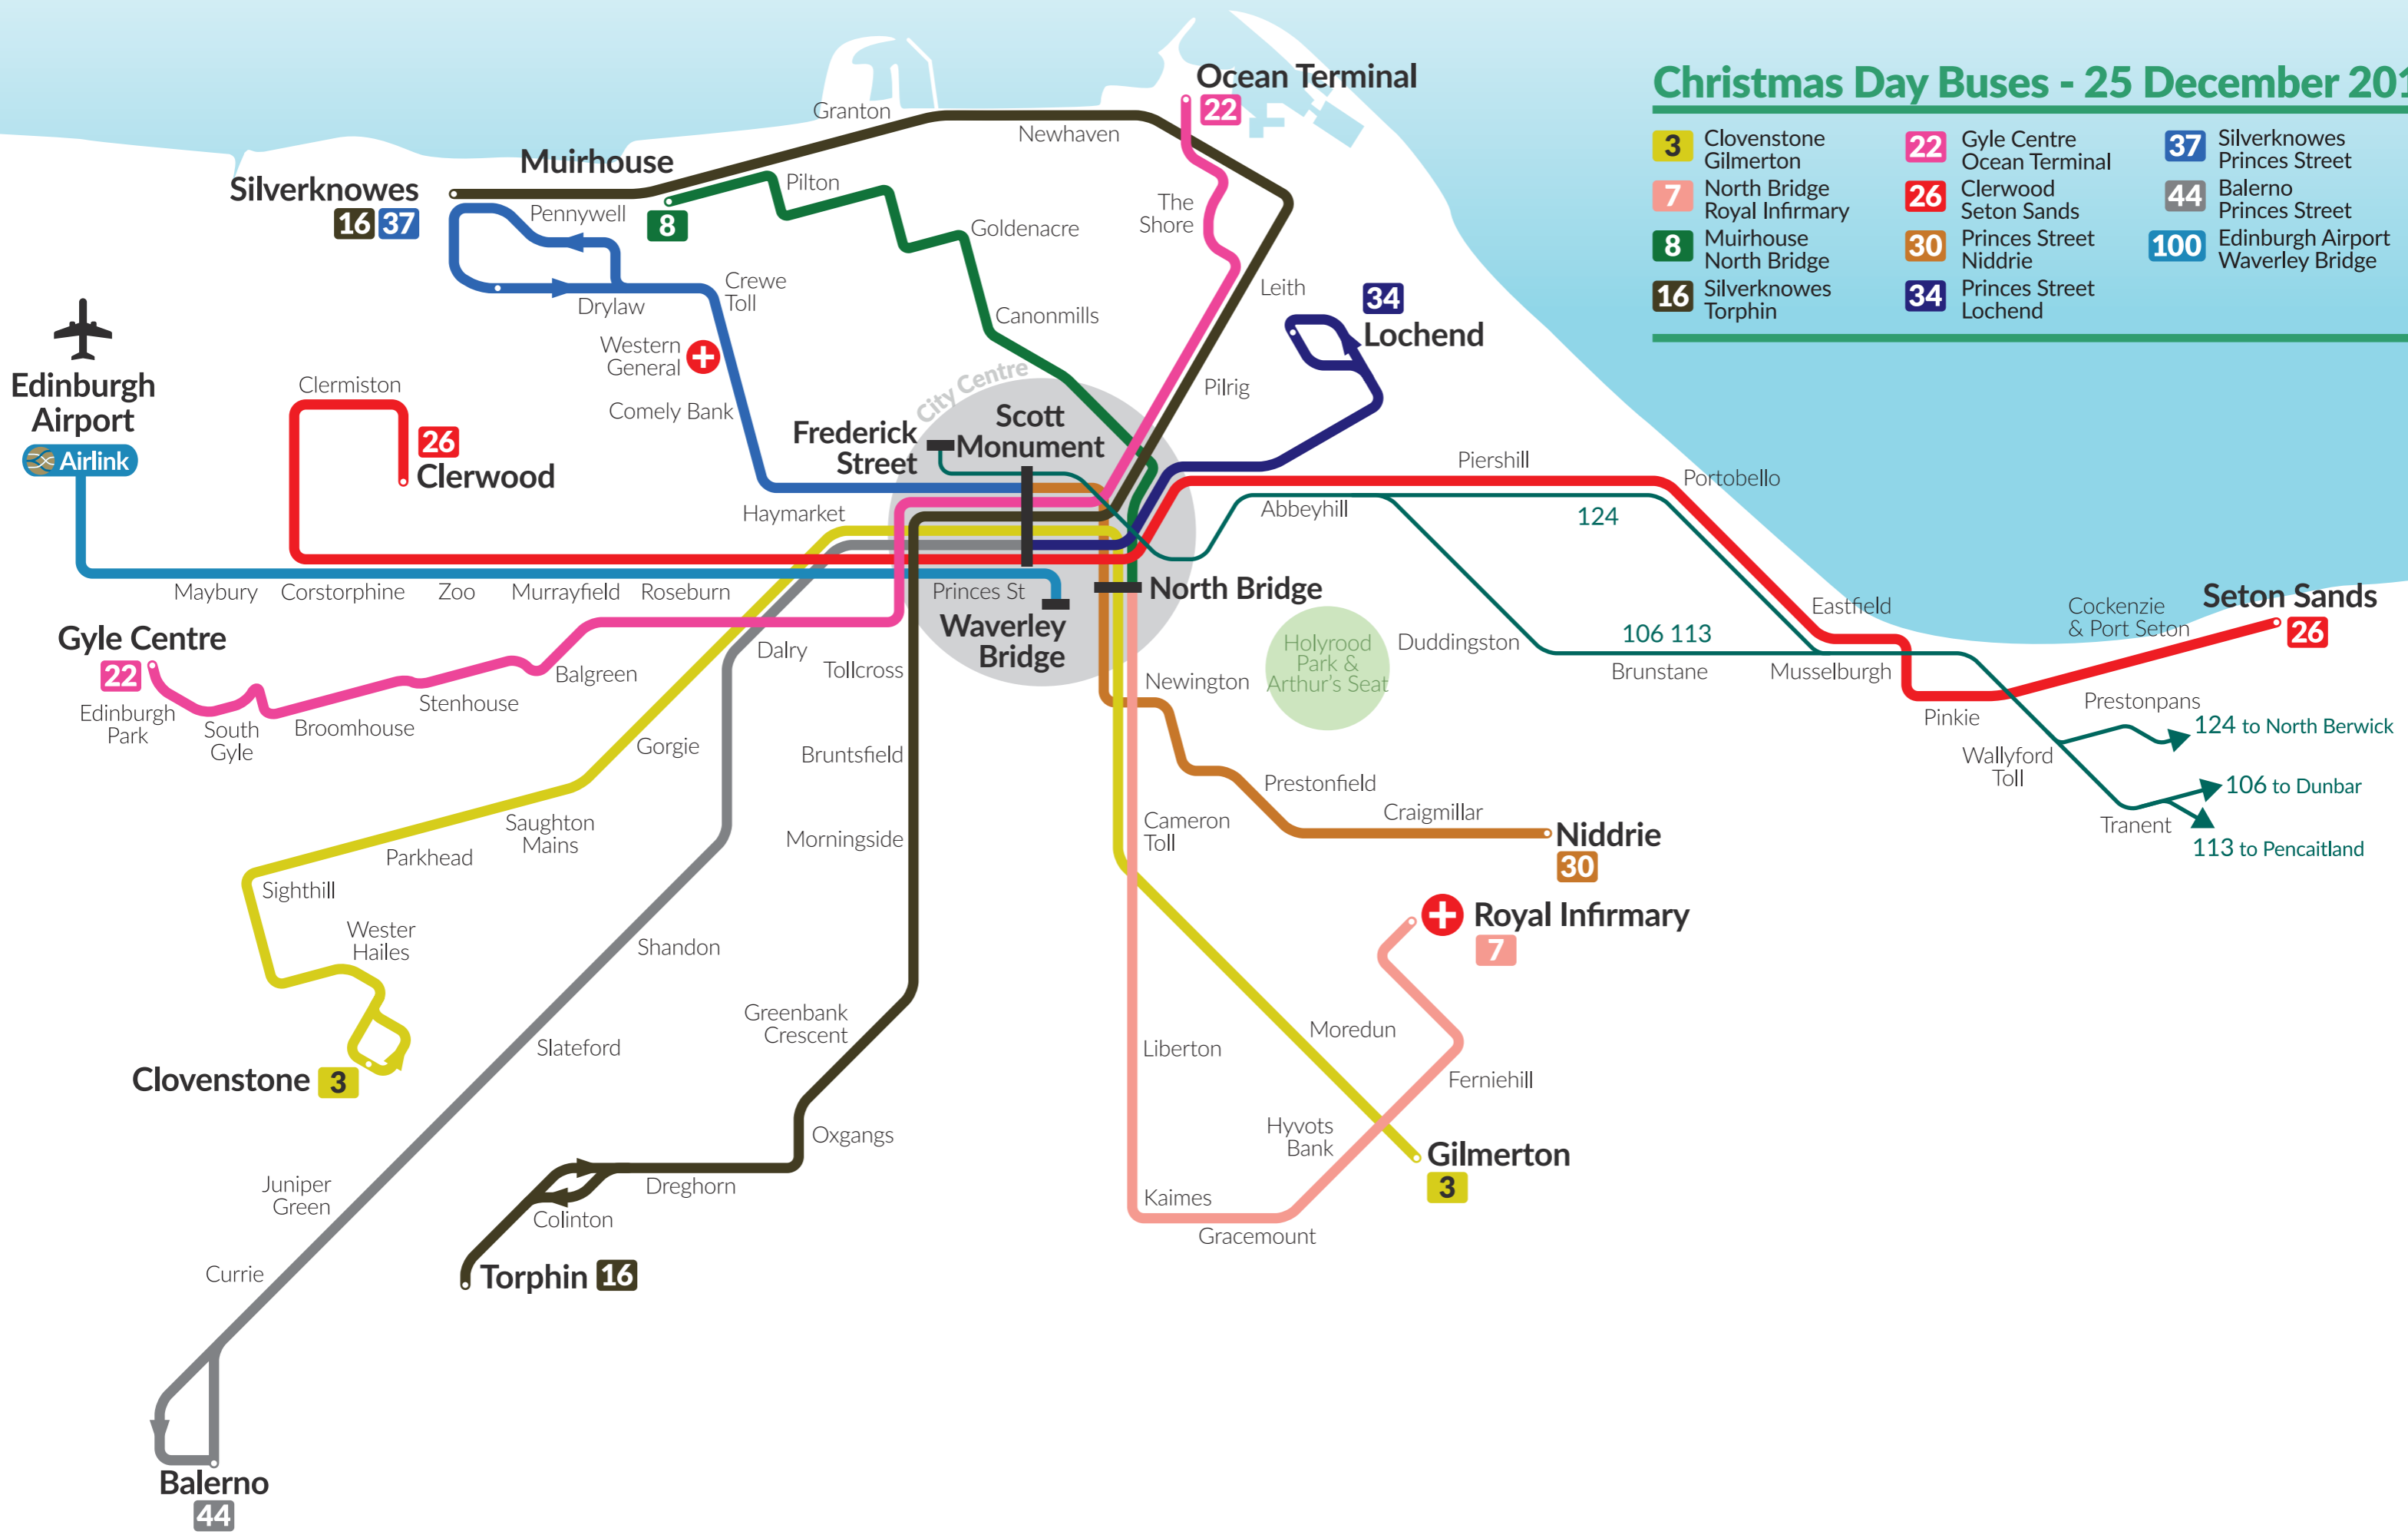 Christmas Day Buses - 25 December 201
3 Clovenstone
Gilmerton
7 North Bridge
Royal Infirmary
8 Muirhouse
North Bridge
16 Silverknowes
Torphin
22 Gyle Centre
Ocean Terminal
26 Clerwood
Seton Sands
30 Princes Street
Niddrie
34 Princes Street
Lochend
37 Silverknowes
Princes Street
44 Balerno
Princes Street
100 Edinburgh Airport
Waverley Bridge
Ocean Terminal
22
Granton
Newhaven
Muirhouse
8
Silverknowes
16 37
Pennywell
Pilton
Goldenacre
The
Shore
Drylaw
Crewe
Toll
Canonmills
Leith
34
Lochend
Western
General
Comely Bank
Pilrig
Edinburgh
Airport
Airlink
Clermiston
26
Clerwood
City Centre
Frederick
Street
Scott
Monument
Haymarket
Piershill
Portobello
Abbeyhill
124
Maybury
Corstorphine
Zoo
Murrayfield
Roseburn
Princes St
Waverley
Bridge
North Bridge
Holyrood
Park &
Arthur's Seat
Duddingston
106 113
Brunstane
Musselburgh
Eastfield
Cockenzie
& Port Seton
Seton Sands
26
Pinkie
Prestonpans
124 to North Berwick
Wallyford
Toll
106 to Dunbar
Tranent
113 to Pencaitland
Gyle Centre
22
Edinburgh
Park
South
Gyle
Broomhouse
Stenhouse
Balgreen
Dalry
Tollcross
Newington
Gorgie
Bruntsfield
Prestonfield
Craigmillar
Niddrie
30
Saughton
Mains
Parkhead
Morningside
Cameron
Toll
Sighthill
Wester
Hailes
Royal Infirmary
7
Shandon
Clovenstone 3
Greenbank
Crescent
Slateford
Liberton
Moredun
Ferniehill
Oxgangs
Hyvots
Bank
Gilmerton
3
Juniper
Green
Dreghorn
Kaimes
Gracemount
Colinton
Currie
Torphin 16
Balerno
44